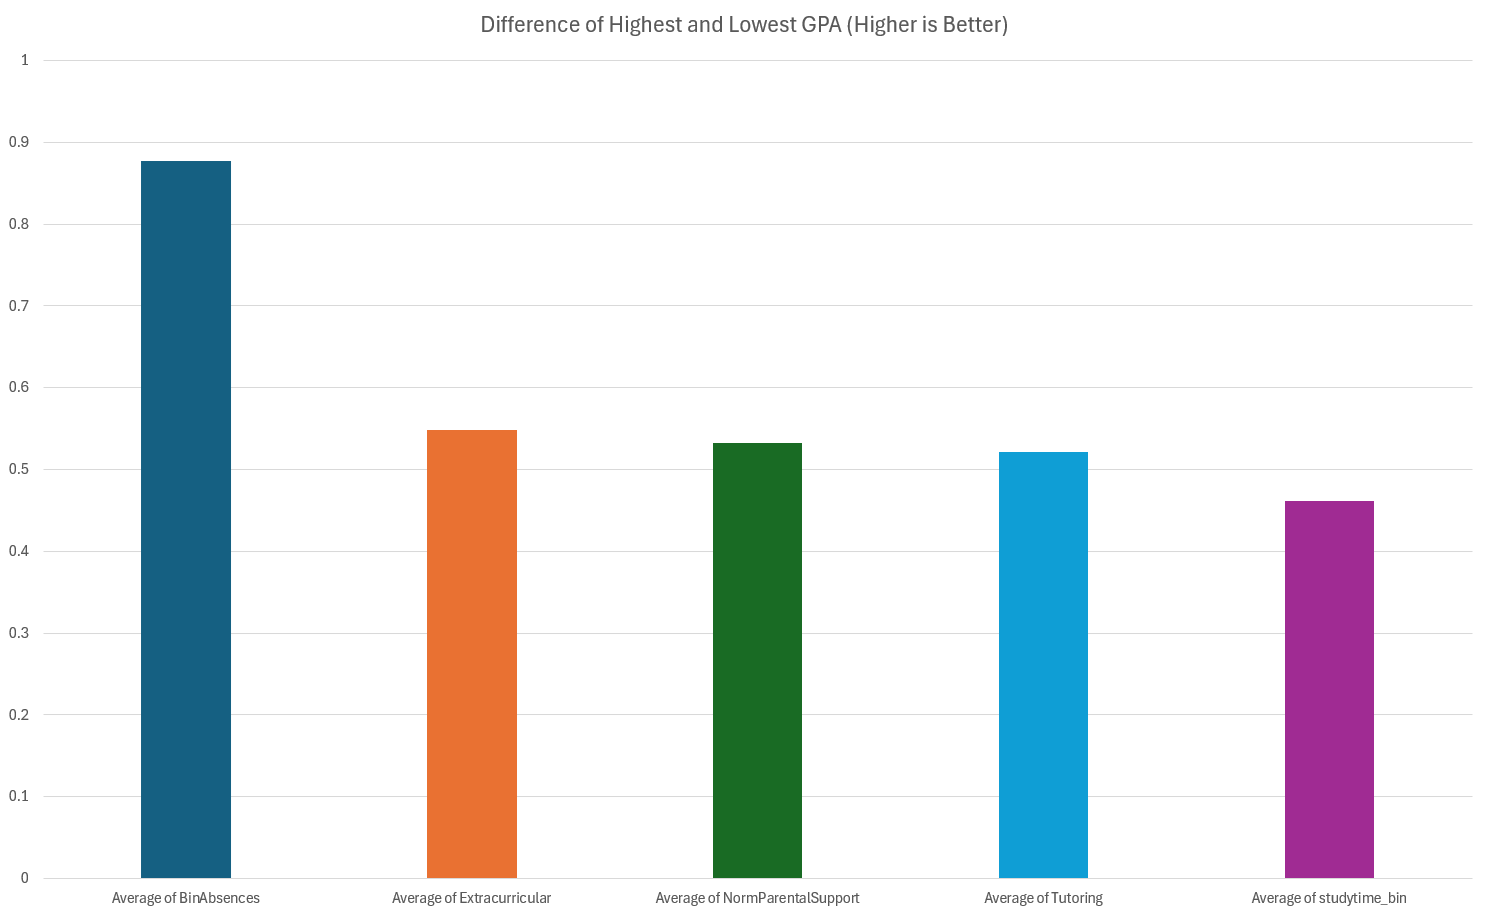 Difference of Highest and Lowest GPA (Higher is Better)
1
0.9
0.8
0.7
0.6
0.5
0.4
0.3
0.2
0.1
0
Average of BinAbsences
Average of Extracurricular
Average of NormParentalSupport
Average of Tutoring
Average of studytime_bin